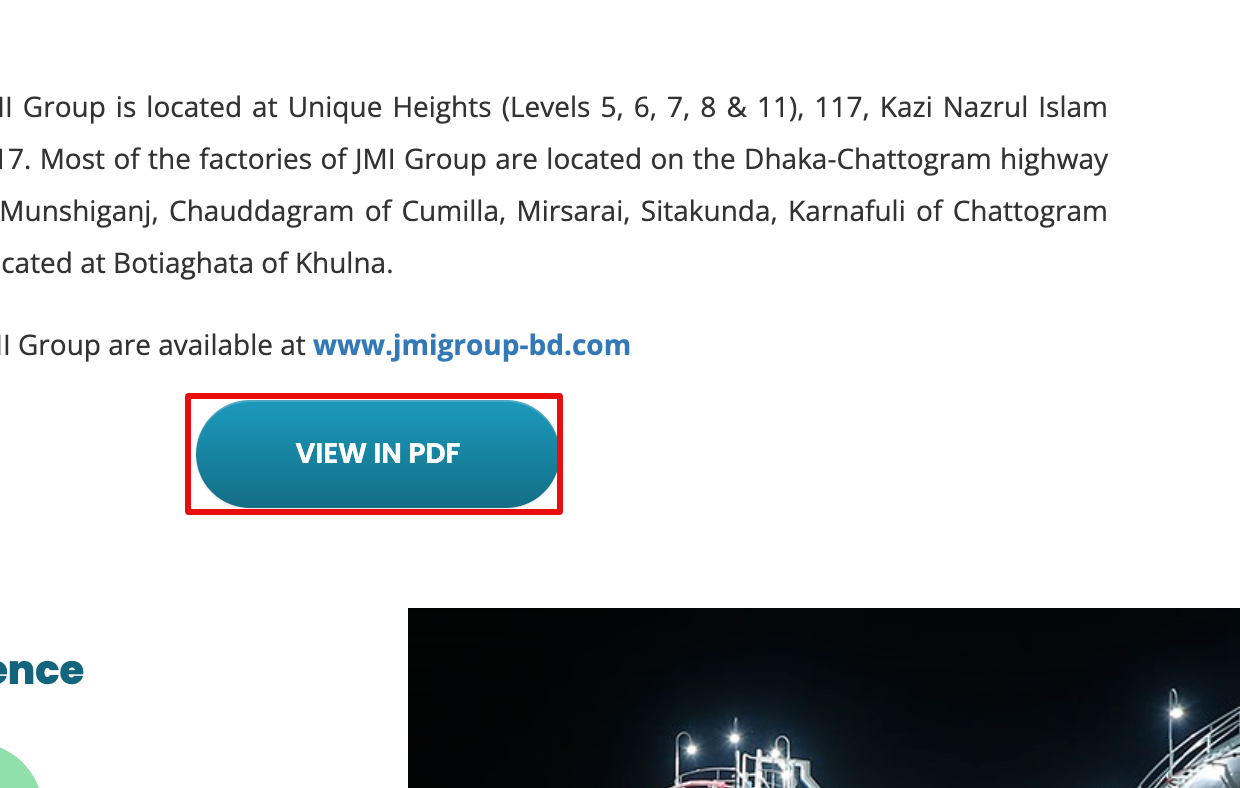 Group is located at Unique Heights (Levels 5, 6, 7, 8 & 11), 117, Kazi Nazrul Islam
17. Most of the factories of JMI Group are located on the Dhaka-Chattogram highway
Munshiganj, Chauddagram of Cumilla, Mirsarai, Sitakunda, Karnafuli of Chattogram
cated at Botiaghata of Khulna.
Group are available at www.jmigroup-bd.com
VIEW IN PDF
ence